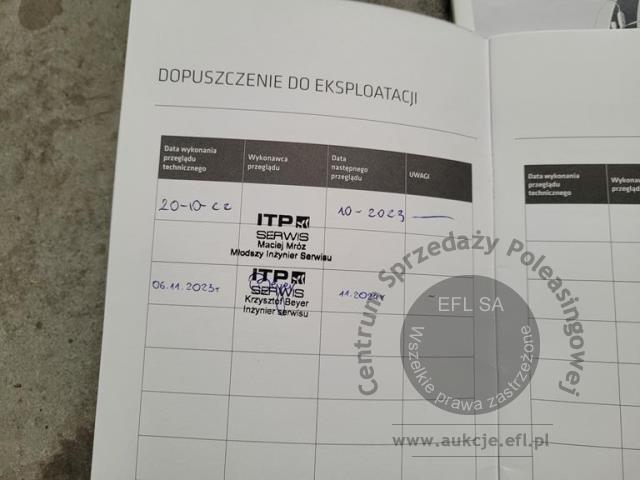 DOPUSZCZENIE DO EKSPLOATACJI
Data wykonania
przeglądu
technicznego
Wykonawca
przeglądu
Data
następnego
przeglądu
UWAGI
20-10-22
ITP
SERWIS
Maciej Mróz
Młodszy Inżynier Serwisu
10-2023
06.11.2023r
ITP
SERWIS
Krzysztof Beyer
Inżynier serwisu
11.2024r
-
Data wykonania
przeglądu
technicznego
Centrum Sprzedaży Poleasingowej
EFL SA
Wszelkie prawa zastrzeżone
www.aukcje.efl.pl